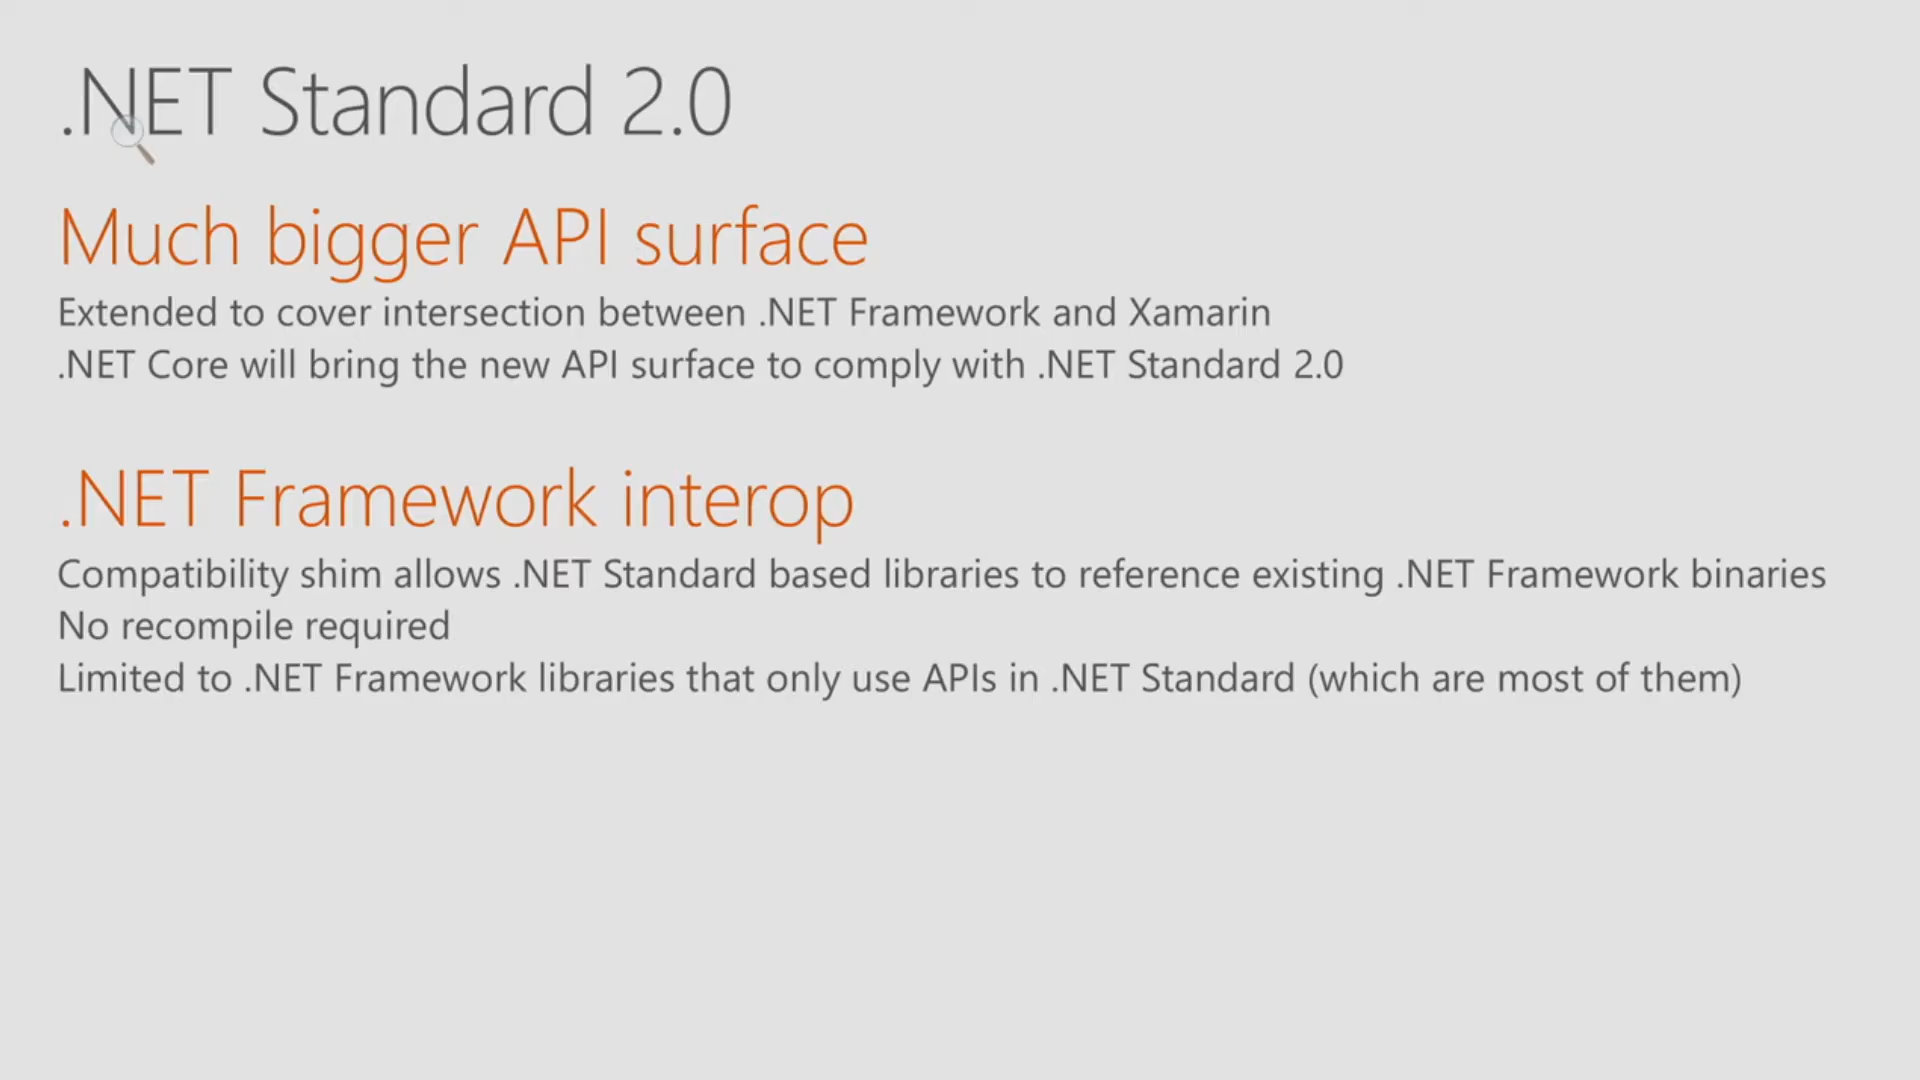 .NET Standard 2.0
Much bigger API surface
Extended to cover intersection between .NET Framework and Xamarin
.NET Core will bring the new API surface to comply with .NET Standard 2.0
.NET Framework interop
Compatibility shim allows .NET Standard based libraries to reference existing .NET Framework binaries
No recompile required
Limited to .NET Framework libraries that only use APIs in .NET Standard (which are most of them)